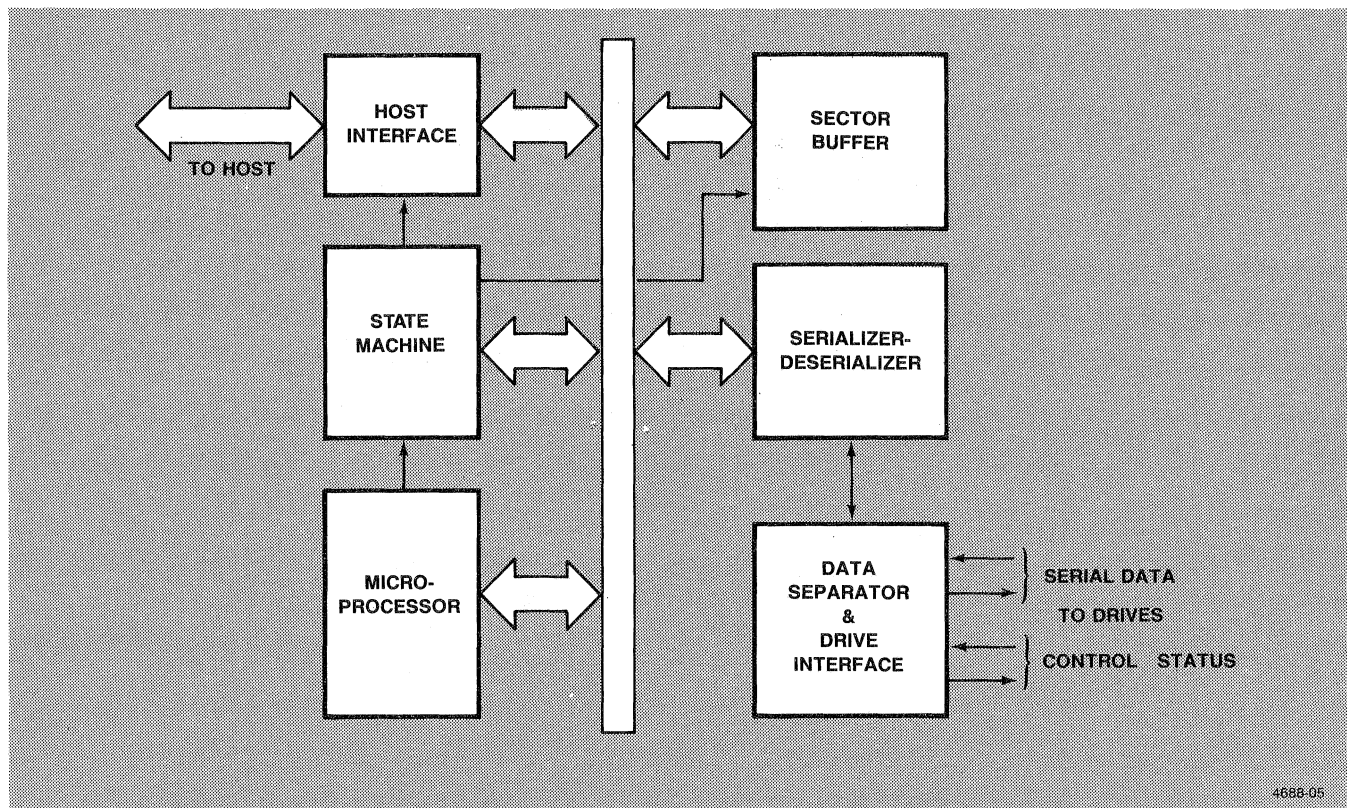 HOST
INTERFACE
TO HOST
SECTOR
BUFFER
STATE
MACHINE
SERIALIZER-
DESERIALIZER
MICRO-
PROCESSOR
DATA
SEPARATOR
&
DRIVE
INTERFACE
SERIAL DATA
TO DRIVES
CONTROL STATUS
4688-05